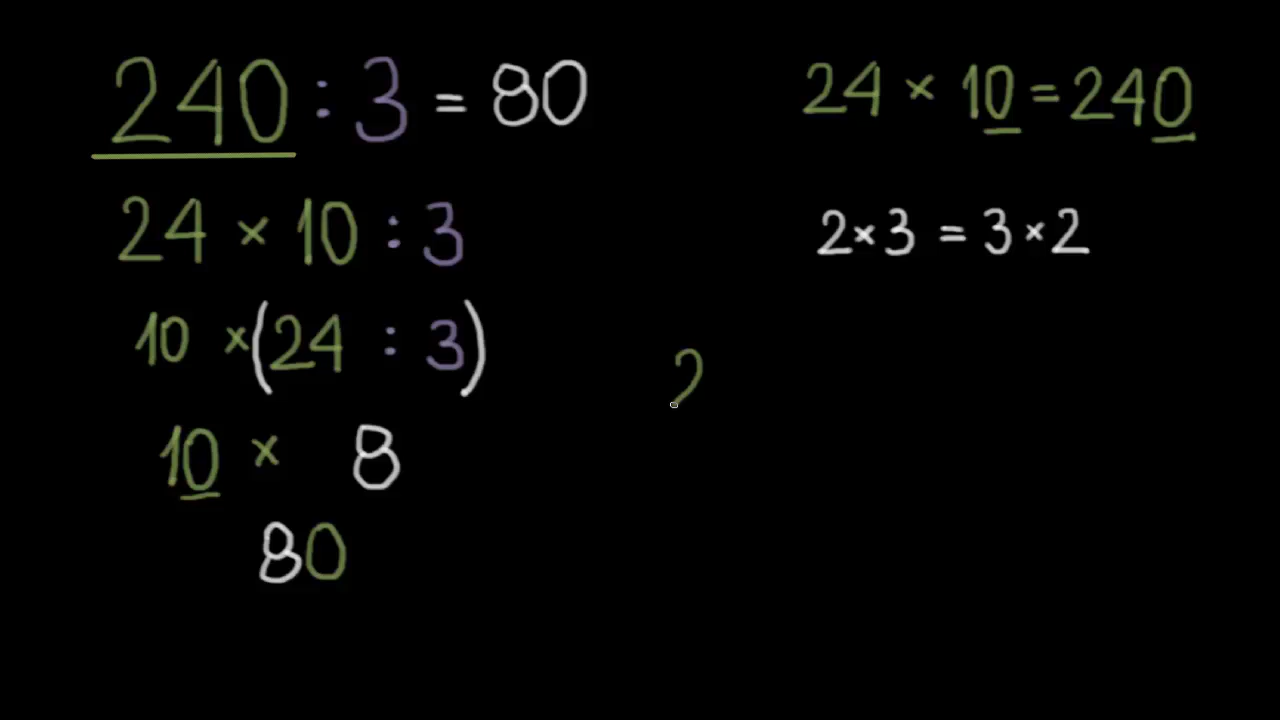 240 : 3 = 80
24 × 10 : 3
10 × (24 : 3)
10 × 8
80
24 × 10 = 240
2 × 3 = 3 × 2
2